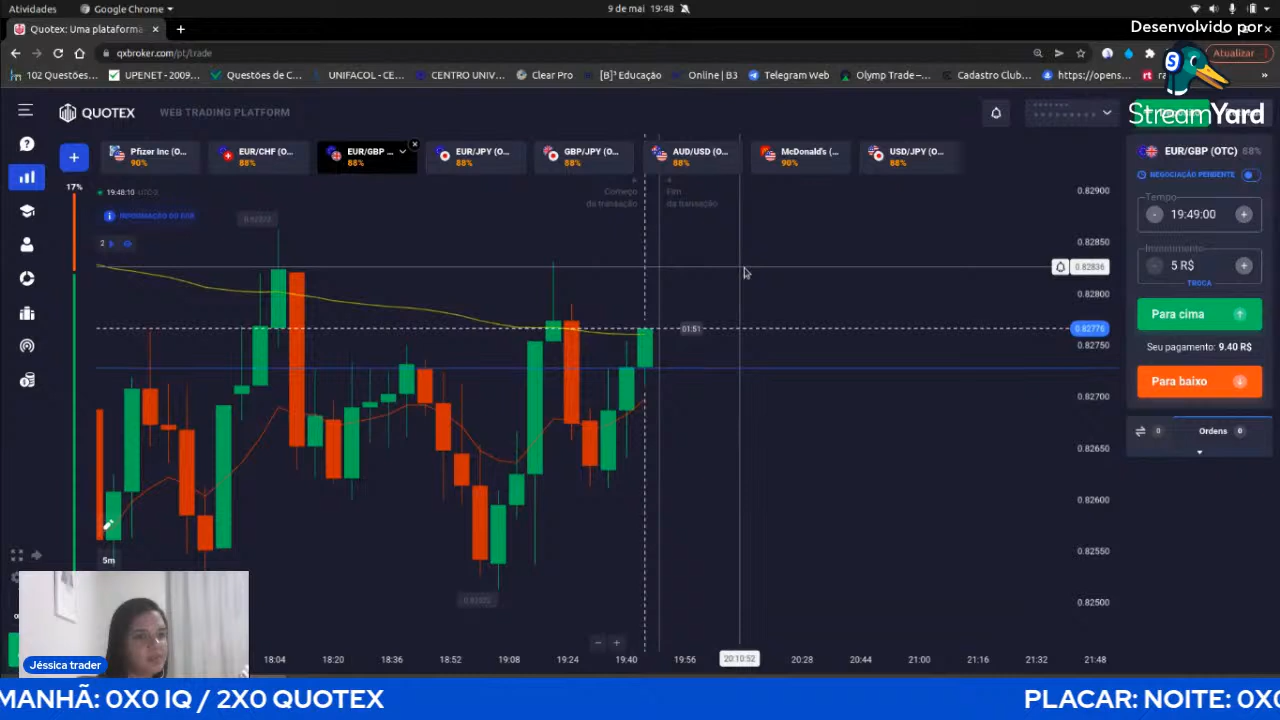 Atividades
Google Chrome
9 de mai 19:48
Quotex: Uma plataforma
qxbroker.com/pt/trade
Atualizar
Desenvolvido por
StreamYard
102 Questões...
UPENET - 2009...
Questões de C...
UNIFACOL - CE...
CENTRO UNIV...
Clear Pro
[B]³ Educação
Online | B3
Telegram Web
Olymp Trade –...
Cadastro Club...
https://opens...
QUOTEX
WEB TRADING PLATFORM
Pfizer Inc (O...
90%
EUR/CHF (O...
88%
EUR/GBP ...
88%
EUR/JPY (O...
88%
GBP/JPY (O...
88%
AUD/USD (O...
88%
McDonald's (...
90%
USD/JPY (O...
88%
EUR/GBP (OTC) 88%
NEGOCIAÇÃO PENDENTE
Tempo
- 19:49:00 +
Investimento
- 5 R$ +
TROCA
Para cima
Seu pagamento: 9.40 R$
Para baixo
0
Ordens 0
17%
19:48:10
INFORMAÇÃO DO PAR
2
Começo
da transação
Fim
da transação
01:51
0.82900
0.82850
0.82836
0.82800
0.82776
0.82750
0.82700
0.82650
0.82600
0.82550
0.82500
5m
18:04
18:20
18:36
18:52
19:08
19:24
19:40
19:56
20:10:52
20:28
20:44
21:00
21:16
21:32
21:48
Jéssica trader
MANHÃ: 0X0 IQ / 2X0 QUOTEX
PLACAR: NOITE: 0X0